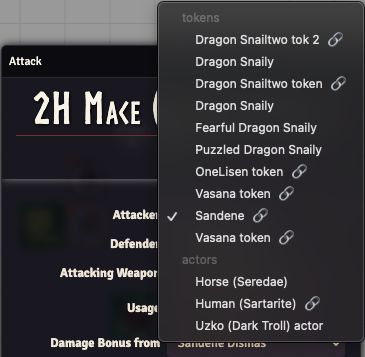 tokens
Dragon Snailtwo tok 2 🔗
Dragon Snaily
Dragon Snailtwo token 🔗
Dragon Snaily
Fearful Dragon Snaily
Puzzled Dragon Snaily
OneLisen token 🔗
Vasana token 🔗
✓ Sandene 🔗
Vasana token 🔗
actors
Horse (Seredae)
Human (Sartarite) 🔗
Uzko (Dark Troll) actor
Attack
2H Mace (
Attacker
Defender
Attacking Weapon
Usage
Damage Bonus from